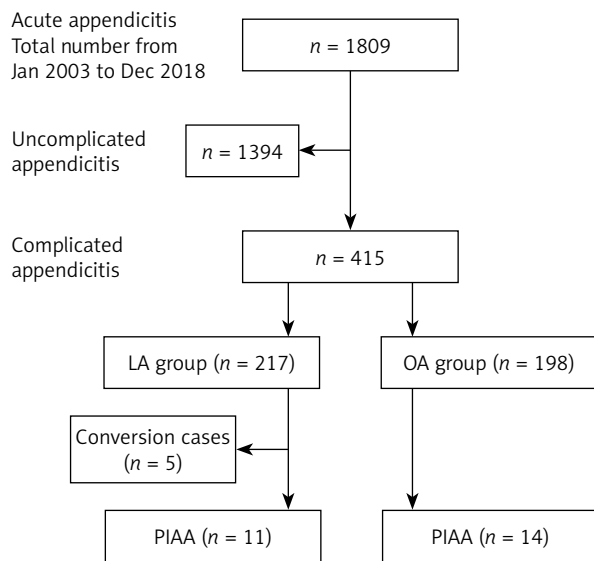 Acute appendicitis
Total number from
Jan 2003 to Dec 2018
n = 1809
Uncomplicated
appendicitis
n = 1394
Complicated
appendicitis
n = 415
LA group (n = 217)
OA group (n = 198)
Conversion cases
(n = 5)
PIAA (n = 11)
PIAA (n = 14)